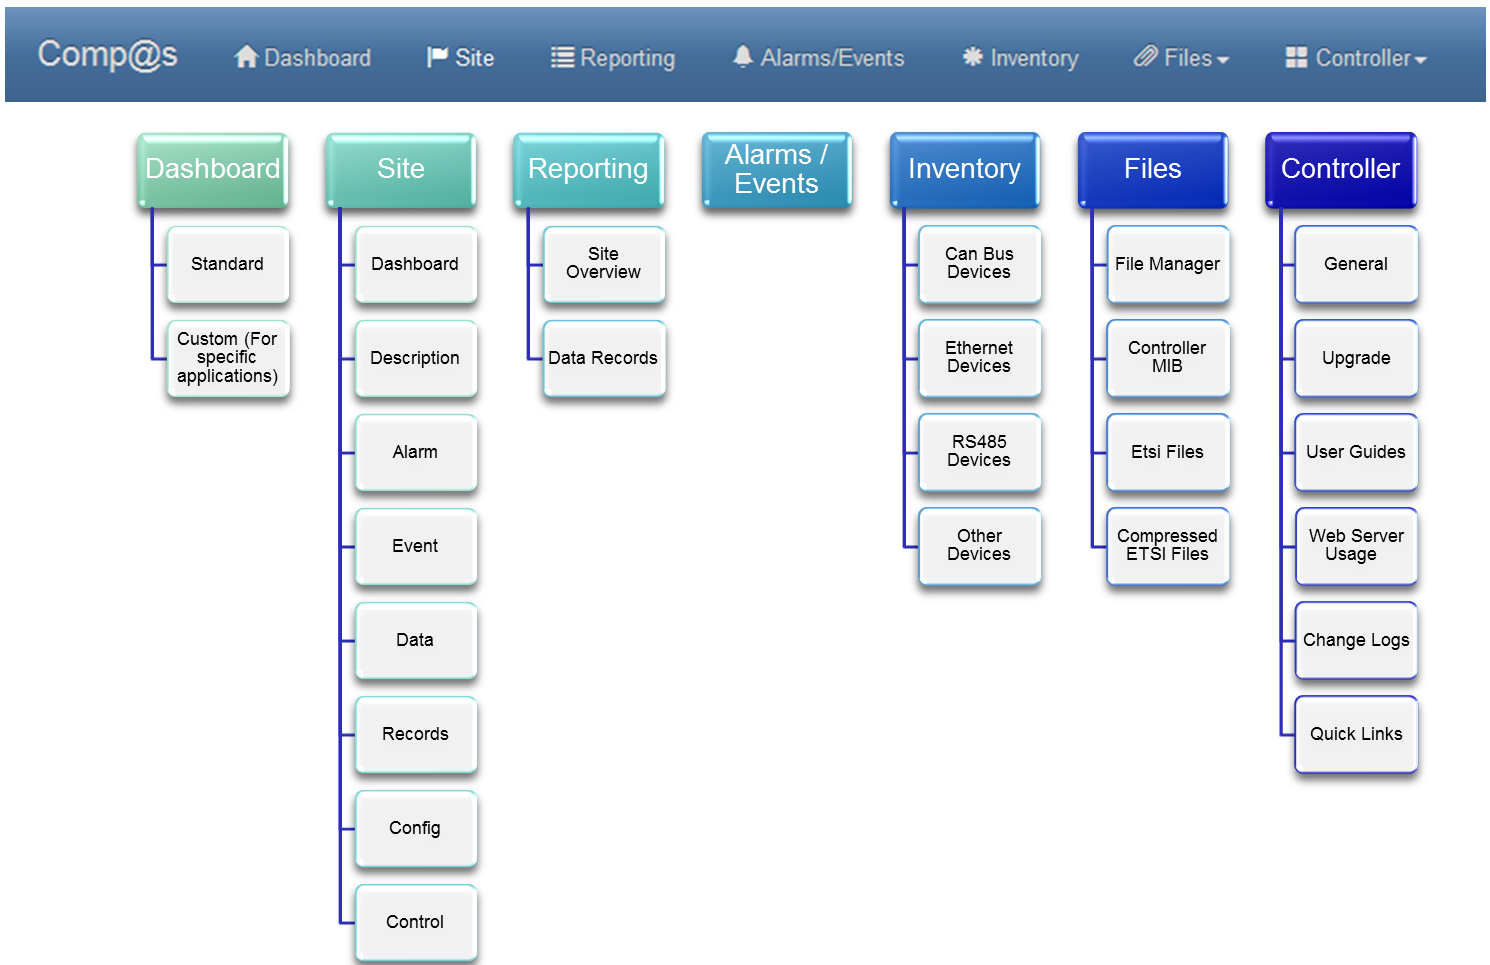 Comp@s Dashboard Site Reporting Alarms/Events Inventory Files Controller
Dashboard
Standard
Custom (For
specific
applications)
Site
Dashboard
Description
Alarm
Event
Data
Records
Config
Control
Reporting
Site
Overview
Data Records
Alarms /
Events
Inventory
Can Bus
Devices
Ethernet
Devices
RS485
Devices
Other
Devices
Files
File Manager
Controller
MIB
Etsi Files
Compressed
ETSI Files
Controller
General
Upgrade
User Guides
Web Server
Usage
Change Logs
Quick Links